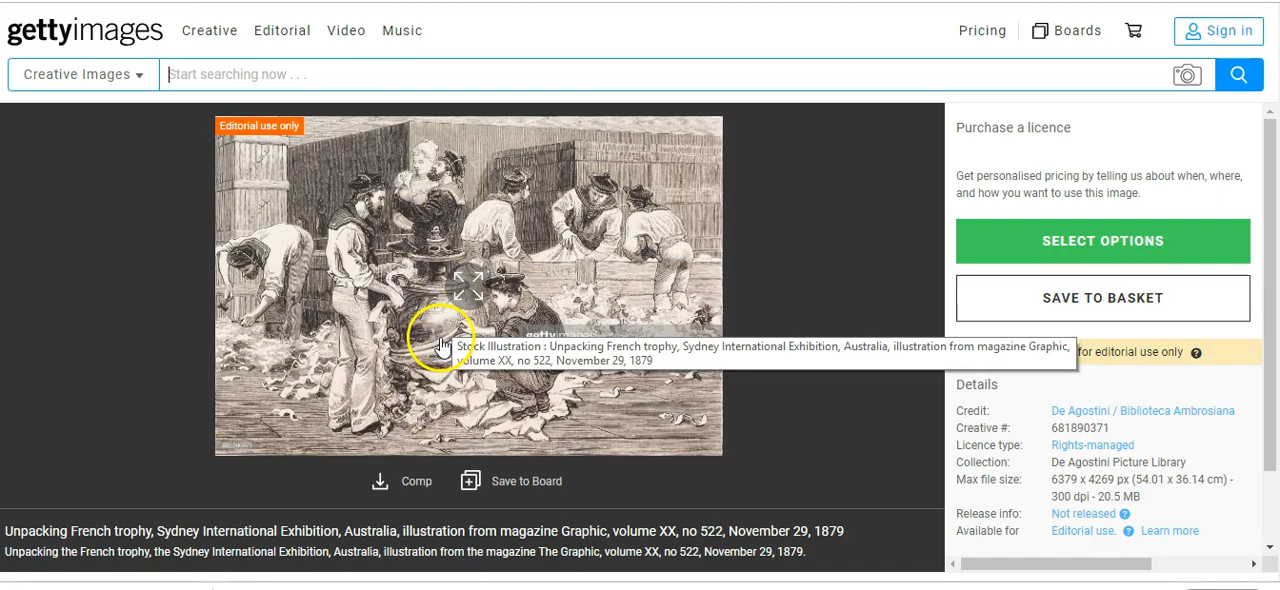 gettyimages Creative Editorial Video Music Pricing Boards Sign in
Creative Images Start searching now . . .
Editorial use only
gettyimages
Stock Illustration : Unpacking French trophy, Sydney International Exhibition, Australia, illustration from magazine Graphic,
volume XX, no 522, November 29, 1879
Comp Save to Board
Unpacking French trophy, Sydney International Exhibition, Australia, illustration from magazine Graphic, volume XX, no 522, November 29, 1879
Unpacking the French trophy, the Sydney International Exhibition, Australia, illustration from the magazine The Graphic, volume XX, no 522, November 29, 1879.
Purchase a licence
Get personalised pricing by telling us about when, where,
and how you want to use this image.
SELECT OPTIONS
SAVE TO BASKET
for editorial use only ?
Details
Credit: De Agostini / Biblioteca Ambrosiana
Creative #: 681890371
Licence type: Rights-managed
Collection: De Agostini Picture Library
Max file size: 6379 x 4269 px (54.01 x 36.14 cm) -
300 dpi - 20.5 MB
Release info: Not released ?
Available for Editorial use. ? Learn more